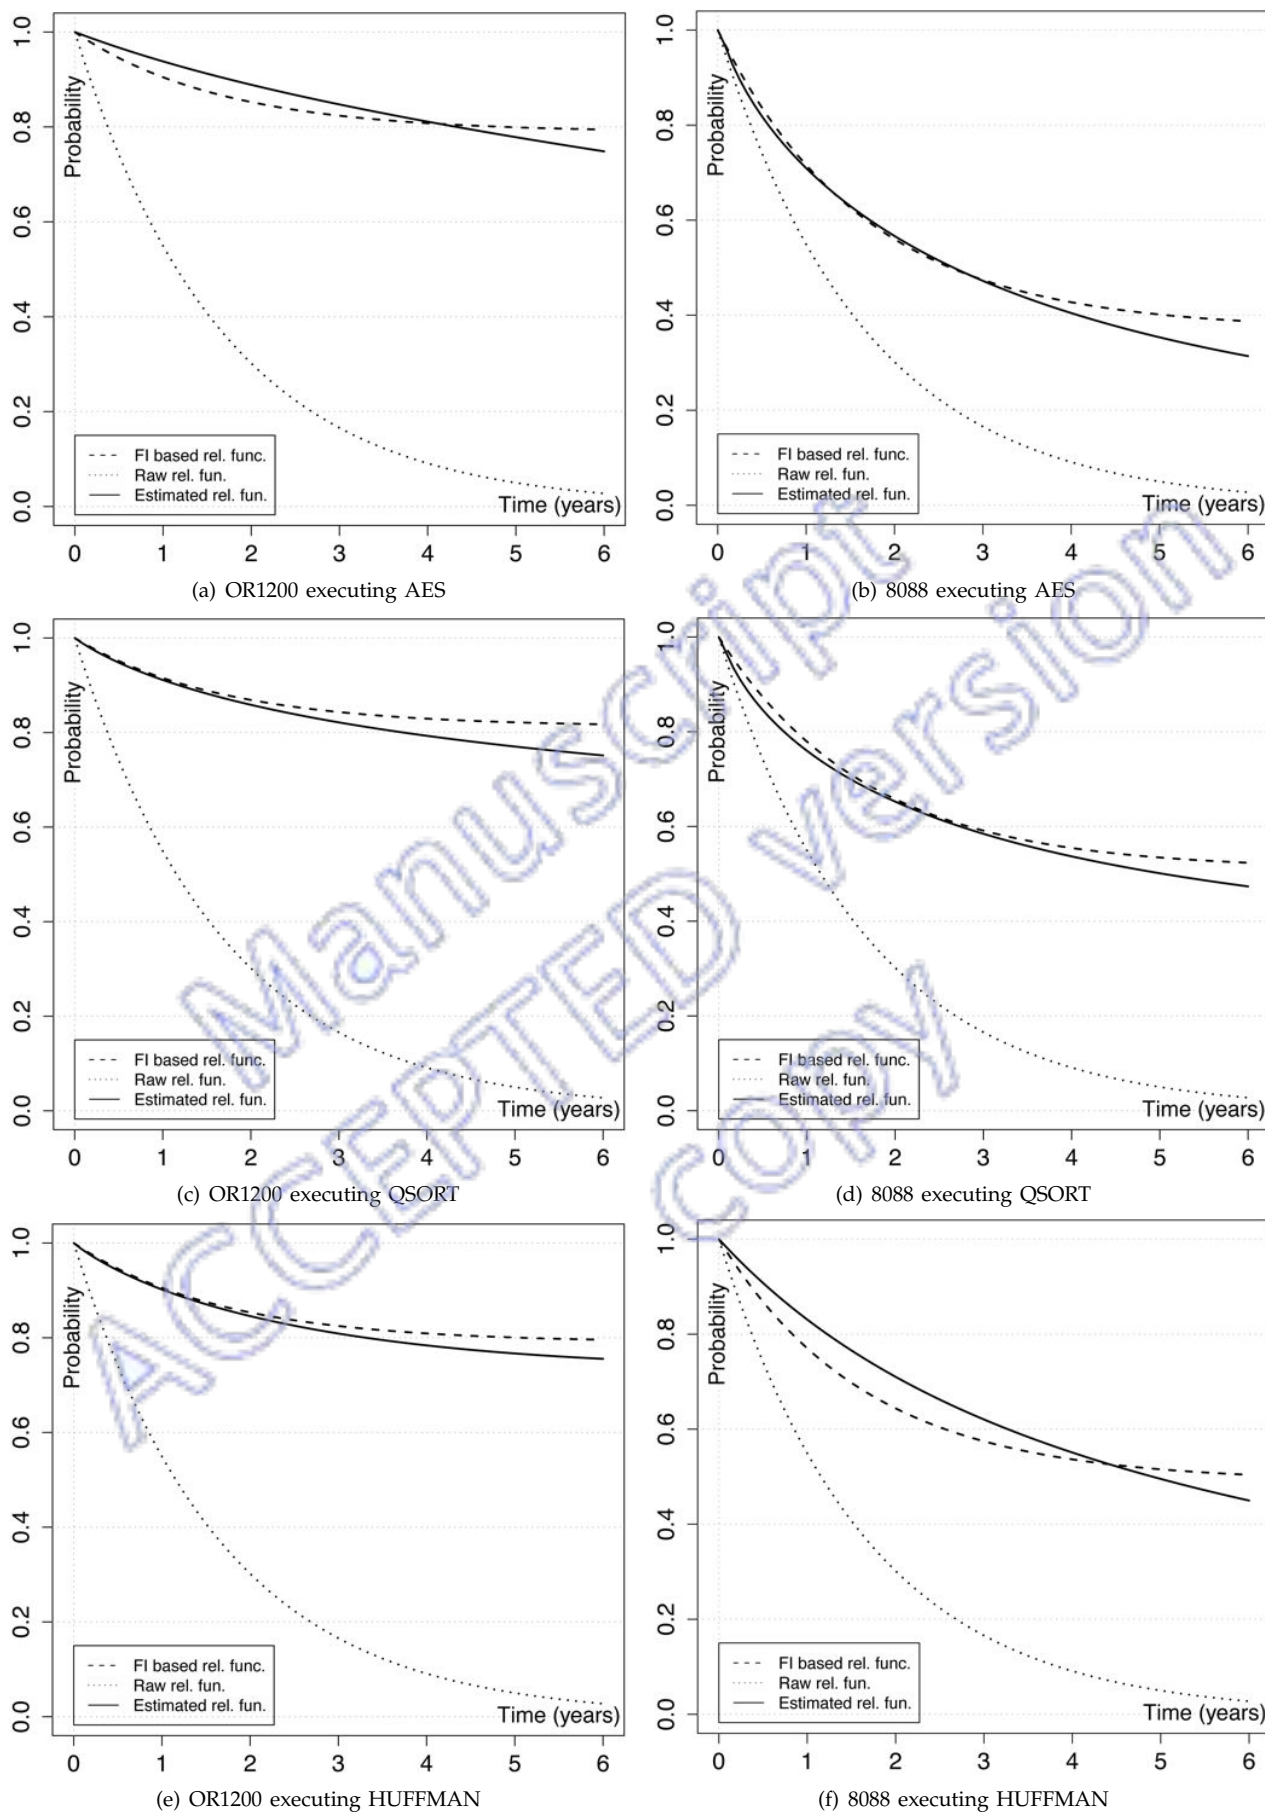 1.0
0.8
0.6
0.4
0.2
0.0
Probability
FI based rel. func.
Raw rel. fun.
Estimated rel. fun.
Time (years)
0 1 2 3 4 5 6
(a) OR1200 executing AES
1.0
0.8
0.6
0.4
0.2
0.0
Probability
FI based rel. func.
Raw rel. fun.
Estimated rel. fun.
Time (years)
0 1 2 3 4 5 6
(b) 8088 executing AES
1.0
0.8
0.6
0.4
0.2
0.0
Probability
FI based rel. func.
Raw rel. fun.
Estimated rel. fun.
Time (years)
0 1 2 3 4 5 6
(c) OR1200 executing QSORT
1.0
0.8
0.6
0.4
0.2
0.0
Probability
FI based rel. func.
Raw rel. fun.
Estimated rel. fun.
Time (years)
0 1 2 3 4 5 6
(d) 8088 executing QSORT
1.0
0.8
0.6
0.4
0.2
0.0
Probability
FI based rel. func.
Raw rel. fun.
Estimated rel. fun.
Time (years)
0 1 2 3 4 5 6
(e) OR1200 executing HUFFMAN
1.0
0.8
0.6
0.4
0.2
0.0
Probability
FI based rel. func.
Raw rel. fun.
Estimated rel. fun.
Time (years)
0 1 2 3 4 5 6
(f) 8088 executing HUFFMAN
Manuscript
ACCEPTED version
copy